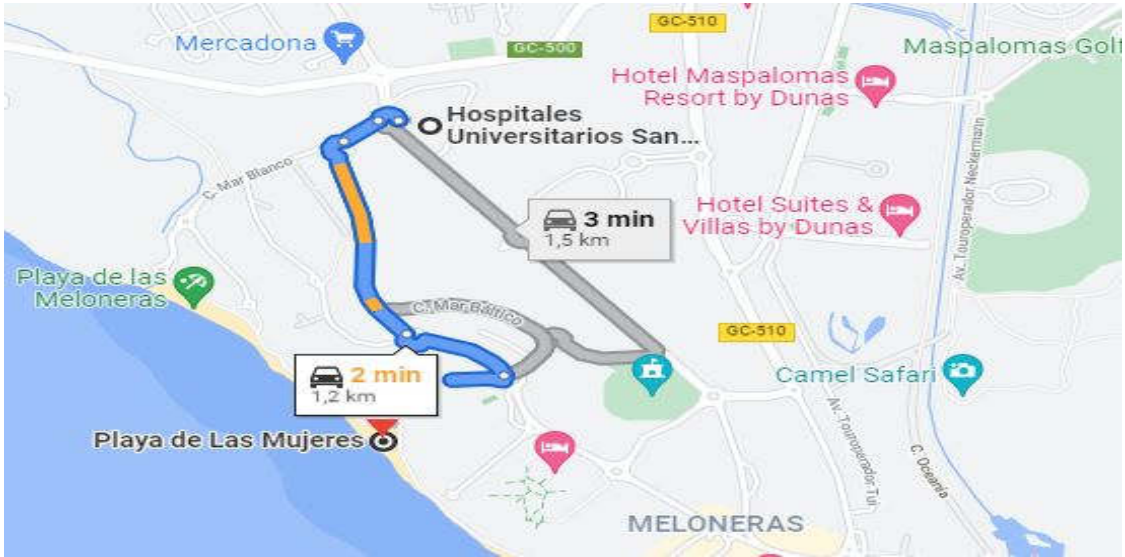 GC-510
Mercadona
GC-500
Maspalomas Golf
Hotel Maspalomas
Resort by Dunas
Hospitales
Universitarios San...
C. Mar Blanco
Av. Touroperador Neckermann
3 min
1,5 km
Hotel Suites &
Villas by Dunas
Playa de las
Meloneras
C. Mar Báltico
GC-510
2 min
1,2 km
Camel Safari
Playa de Las Mujeres
Av. Touroperador Tui
C. Oceanía
MELONERAS